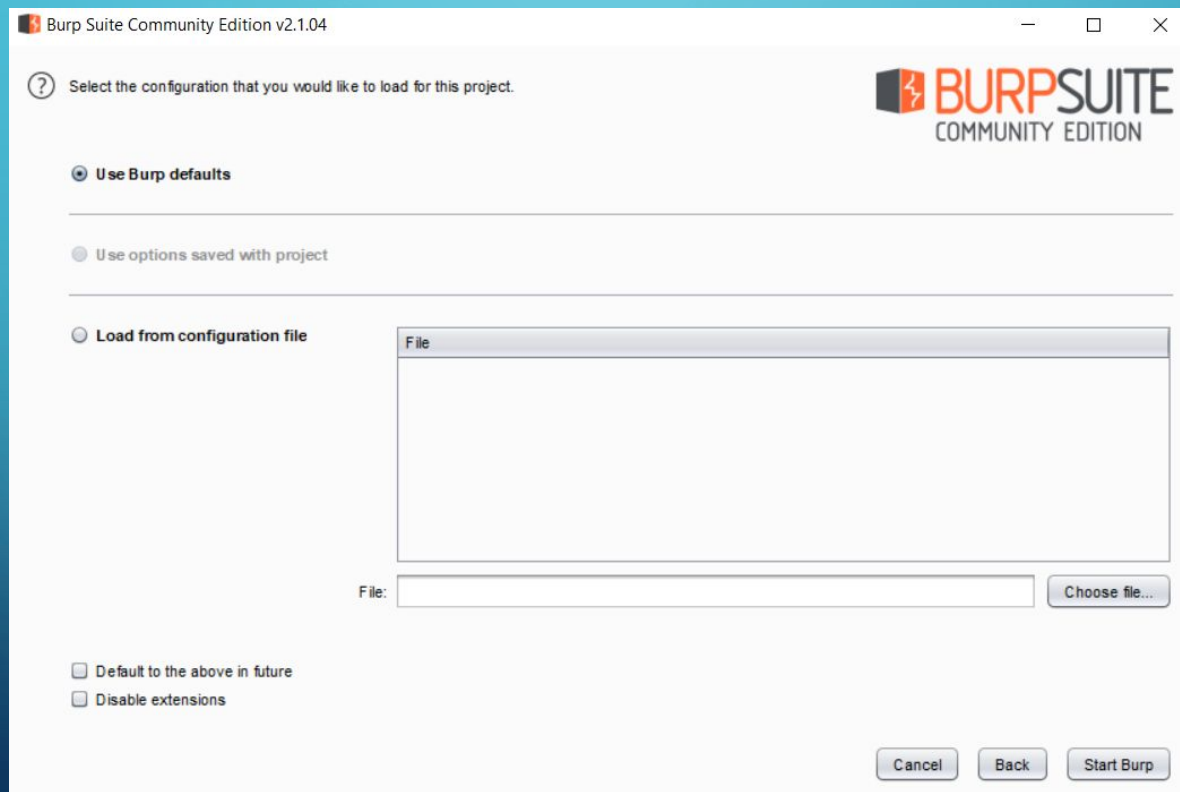 Burp Suite Community Edition v2.1.04
Select the configuration that you would like to load for this project.
BURPSUITE
COMMUNITY EDITION
Use Burp defaults
Use options saved with project
Load from configuration file
File
File:
Choose file...
Default to the above in future
Disable extensions
Cancel
Back
Start Burp